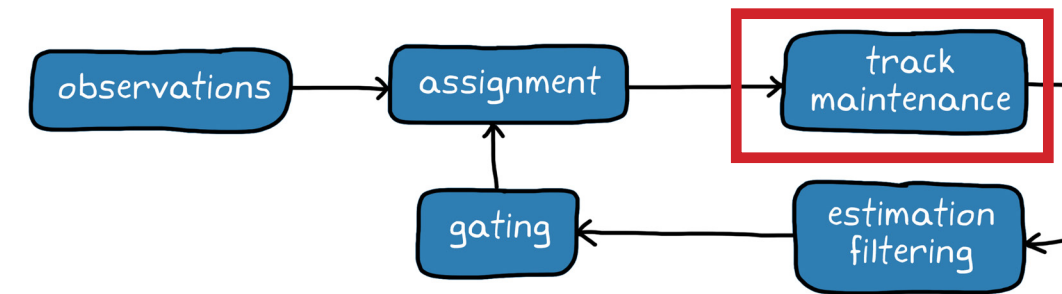 observations
assignment
track
maintenance
gating
estimation
filtering